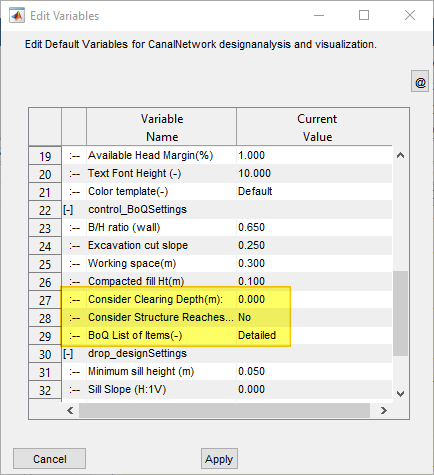 Edit Variables
Edit Default Variables for CanalNetwork designanalysis and visualization.
@
Variable Name Current Value
19 :-- Available Head Margin(%) 1.000
20 :-- Text Font Height (-) 10.000
21 :-- Color template(-) Default
22 [-] control_BoQSettings
23 :-- B/H ratio (wall) 0.650
24 :-- Excavation cut slope 0.250
25 :-- Working space(m) 0.300
26 :-- Compacted fill Ht(m) 0.100
27 :-- Consider Clearing Depth(m): 0.000
28 :-- Consider Structure Reaches... No
29 :-- BoQ List of Items(-) Detailed
30 [-] drop_designSettings
31 :-- Minimum sill height (m) 0.050
32 :-- Sill Slope (H:1V) 0.000
Cancel Apply